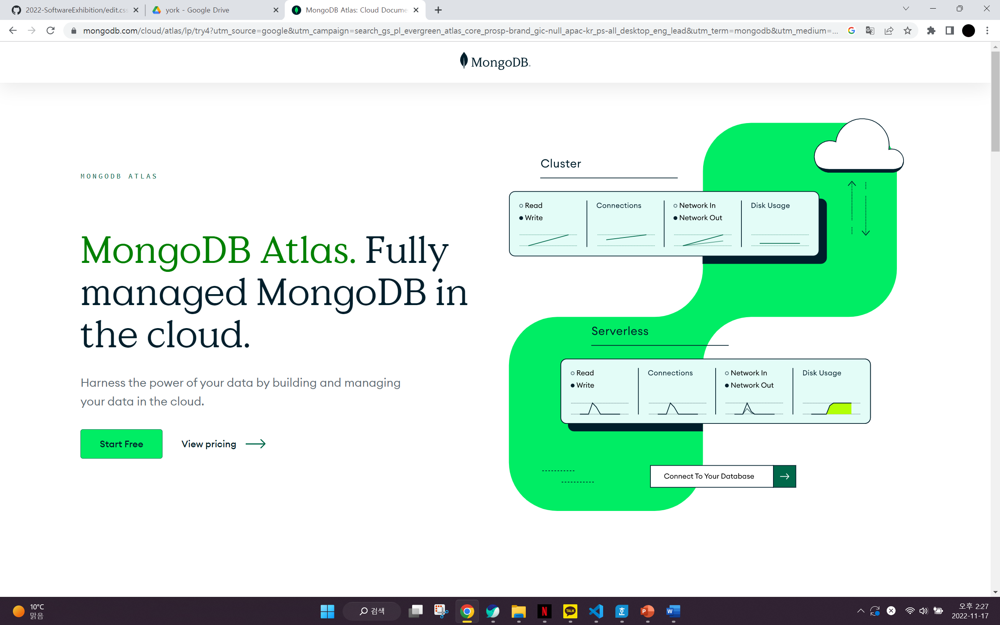 2022-SoftwareExhibition/edit.css
york - Google Drive
MongoDB Atlas: Cloud Docume
mongodb.com/cloud/atlas/lp/try4?utm_source=google&utm_campaign=search_gs_pl_evergreen_atlas_core_prosp-brand_gic-null_apac-kr_ps-all_desktop_eng_lead&utm_term=mongodb&utm_medium=...
MongoDB®
MONGODB ATLAS
MongoDB Atlas. Fully
managed MongoDB in
the cloud.
Harness the power of your data by building and managing
your data in the cloud.
Start Free
View pricing
Cluster
Read
Write
Connections
Network In
Network Out
Disk Usage
Serverless
Read
Write
Connections
Network In
Network Out
Disk Usage
Connect To Your Database
10°C
맑음
검색
N
TALK
호
P
W
오후 2:27
2022-11-17